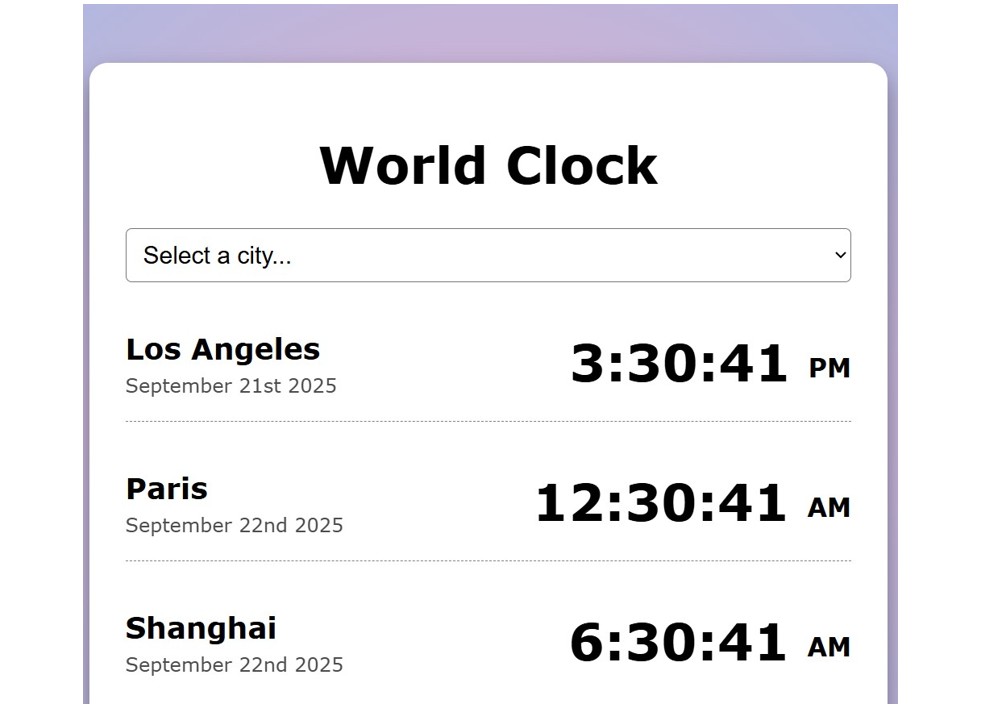 World Clock
Select a city...
Los Angeles
September 21st 2025
3:30:41 PM
Paris
September 22nd 2025
12:30:41 AM
Shanghai
September 22nd 2025
6:30:41 AM